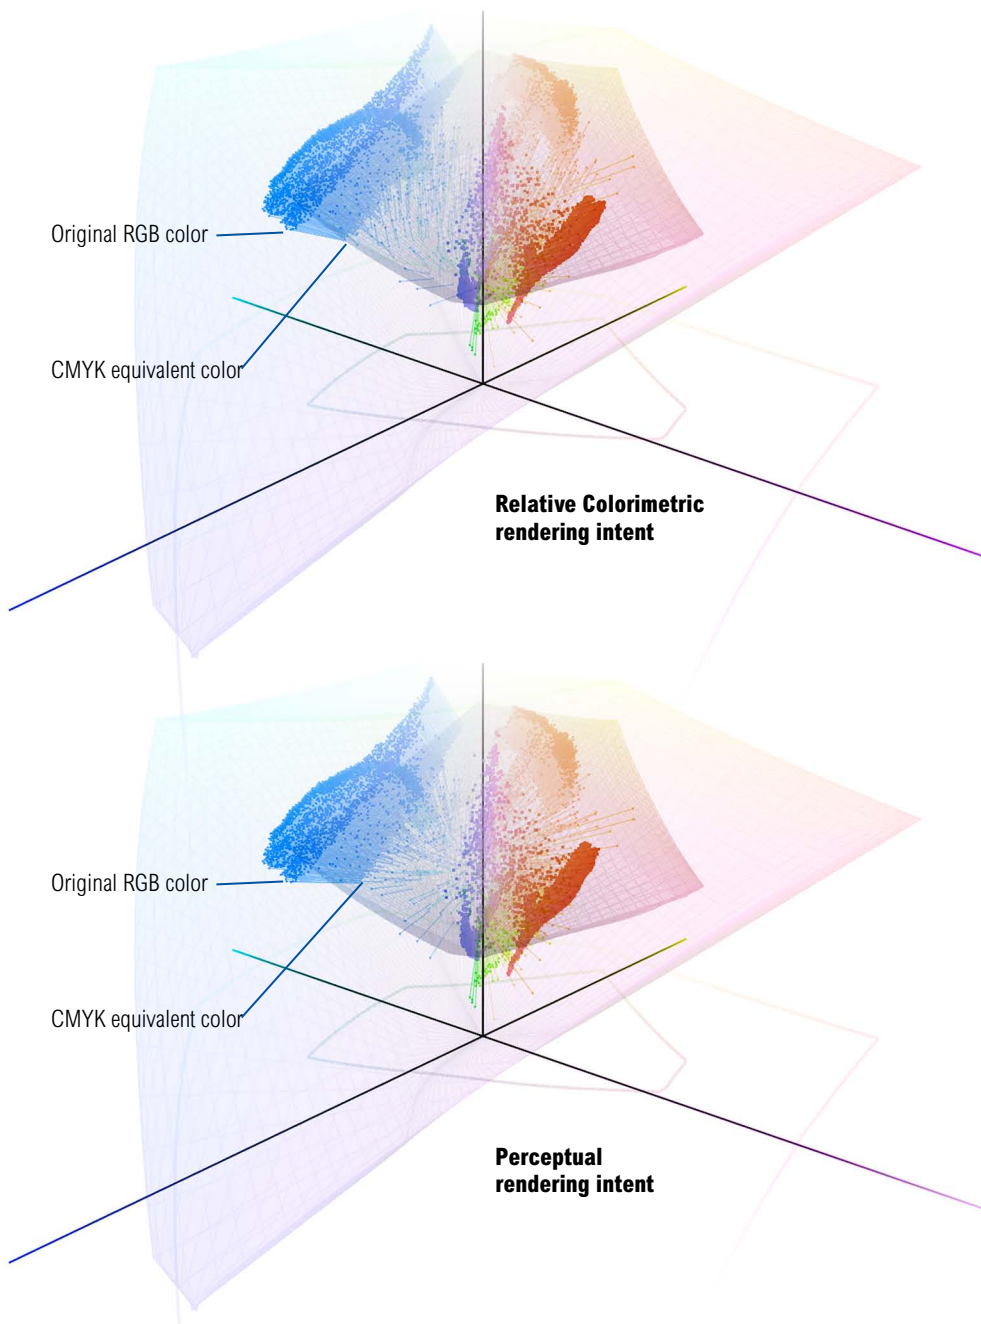 Original RGB color
CMYK equivalent color
Relative Colorimetric
rendering intent
Original RGB color
CMYK equivalent color
Perceptual
rendering intent